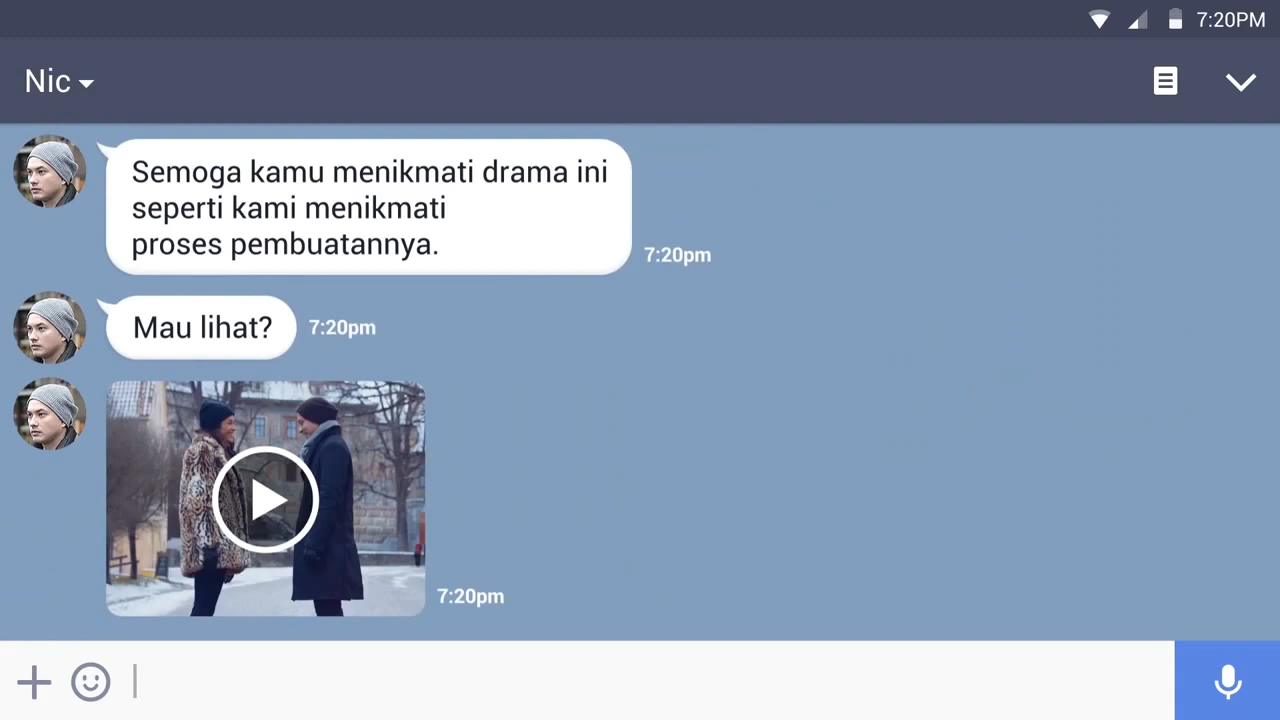 7:20PM
Nic
Semoga kamu menikmati drama ini
seperti kami menikmati
proses pembuatannya.
7:20pm
Mau lihat?
7:20pm
7:20pm